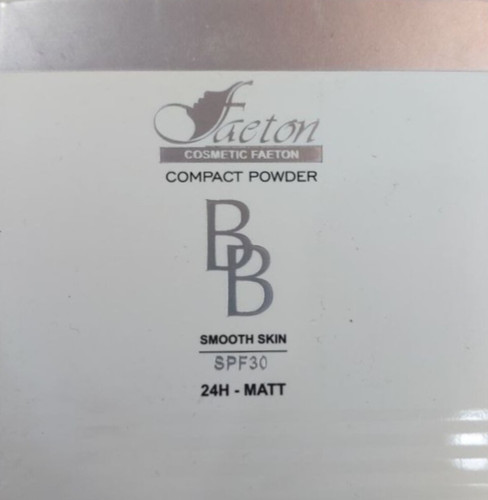 Faeton
COSMETIC FAETON
COMPACT POWDER
BB
SMOOTH SKIN
SPF30
24H - MATT